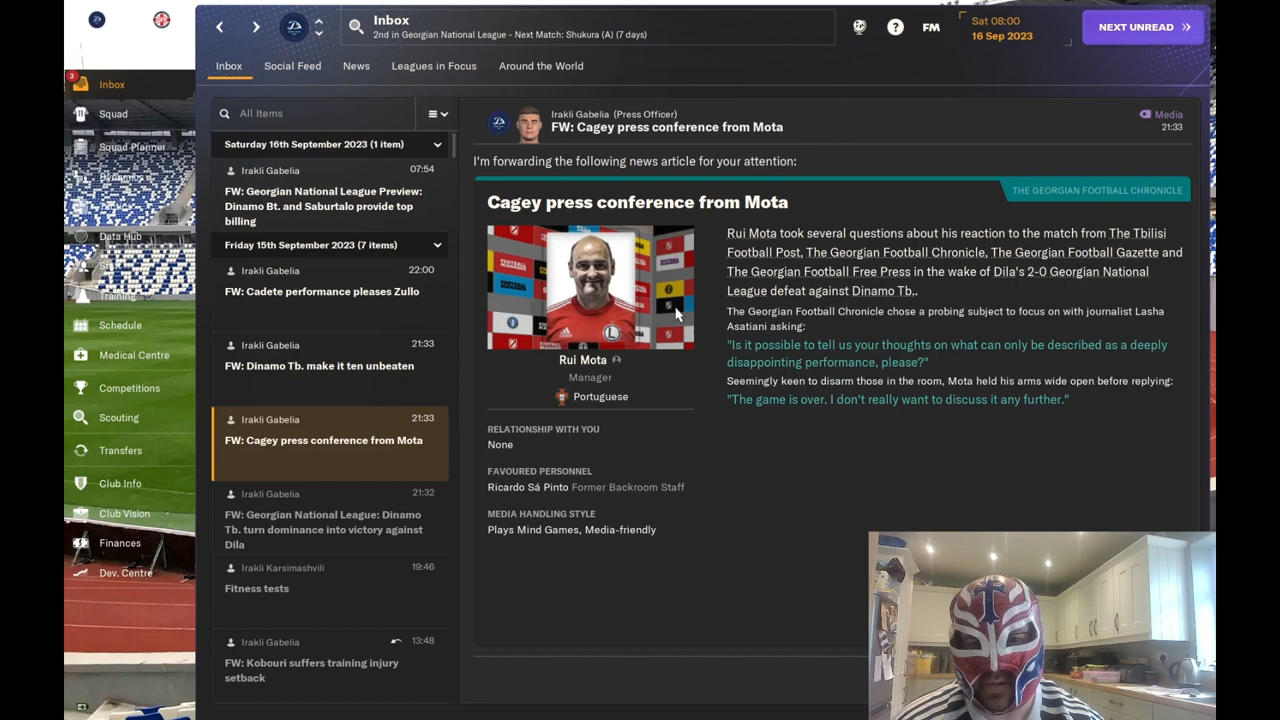 Inbox
2nd in Georgian National League - Next Match: Shukura (A) (7 days)
FM
Sat 08:00
16 Sep 2023
NEXT UNREAD
Inbox
Social Feed
News
Leagues in Focus
Around the World
3
Inbox
Squad
Squad Planner
Dynamics
Data Hub
Training
Schedule
Medical Centre
Competitions
Scouting
Transfers
Club Info
Club Vision
Finances
Dev. Centre
All Items
Saturday 16th September 2023 (1 item)
Irakli Gabelia
07:54
FW: Georgian National League Preview:
Dinamo Bt. and Saburtalo provide top
billing
Friday 15th September 2023 (7 items)
Irakli Gabelia
22:00
FW: Cadete performance pleases Zullo
Irakli Gabelia
21:33
FW: Dinamo Tb. make it ten unbeaten
Irakli Gabelia
21:33
FW: Cagey press conference from Mota
Irakli Gabelia
21:32
FW: Georgian National League: Dinamo
Tb. turn dominance into victory against
Dila
Irakli Karsimashvili
19:46
Fitness tests
Irakli Gabelia
13:48
FW: Kobouri suffers training injury
setback
Irakli Gabelia (Press Officer)
FW: Cagey press conference from Mota
Media
21:33
I'm forwarding the following news article for your attention:
THE GEORGIAN FOOTBALL CHRONICLE
Cagey press conference from Mota
Rui Mota
Manager
Portuguese
RELATIONSHIP WITH YOU
None
FAVOURED PERSONNEL
Ricardo Sá Pinto Former Backroom Staff
MEDIA HANDLING STYLE
Plays Mind Games, Media-friendly
Rui Mota took several questions about his reaction to the match from The Tbilisi
Football Post, The Georgian Football Chronicle, The Georgian Football Gazette and
The Georgian Football Free Press in the wake of Dila's 2-0 Georgian National
League defeat against Dinamo Tb..
The Georgian Football Chronicle chose a probing subject to focus on with journalist Lasha
Asatiani asking:
"Is it possible to tell us your thoughts on what can only be described as a deeply
disappointing performance, please?"
Seemingly keen to disarm those in the room, Mota held his arms wide open before replying:
"The game is over. I don't really want to discuss it any further."